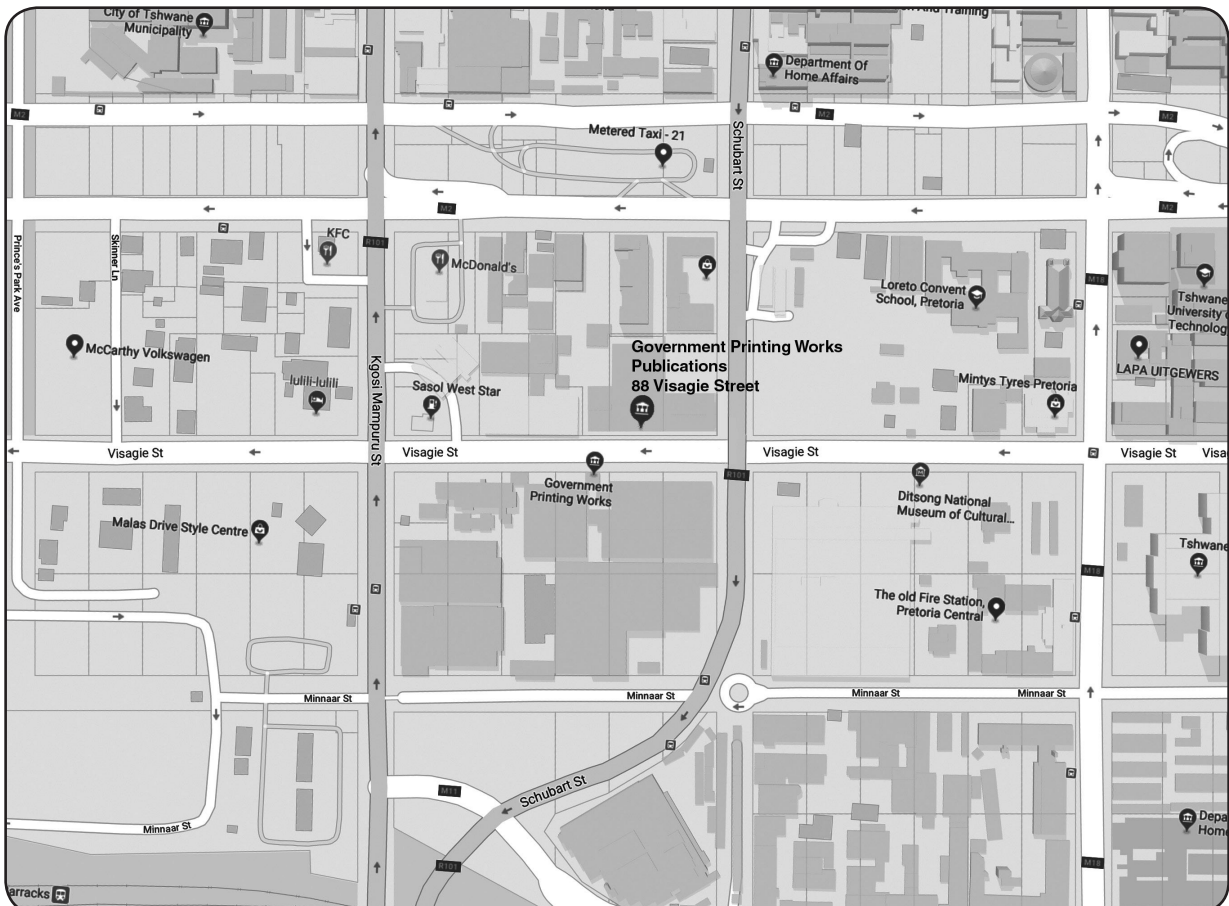 City of Tshwane
Municipality
And Training
Department Of
Home Affairs
M2
M2
M2
Metered Taxi - 21
Schubart St
M2
M2
Prince's Park Ave
Skinner Ln
KFC
R101
McDonald's
Loreto Convent
School, Pretoria
M18
Tshwane
University
Technolog
McCarthy Volkswagen
Government Printing Works
Publications
88 Visagie Street
LAPA UITGEWERS
lulili-lulili
Kgosi Mampuru St
Sasol West Star
Mintys Tyres Pretoria
Visagie St
Visagie St
Visagie St
Visagie St
Visa
R101
Government
Printing Works
Ditsong National
Museum of Cultural...
Malas Drive Style Centre
Tshwane
M18
The old Fire Station,
Pretoria Central
Minnaar St
Minnaar St
Minnaar St
Minnaar St
M11
Schubart St
Minnaar St
Depa
Home
R101
M18
arracks